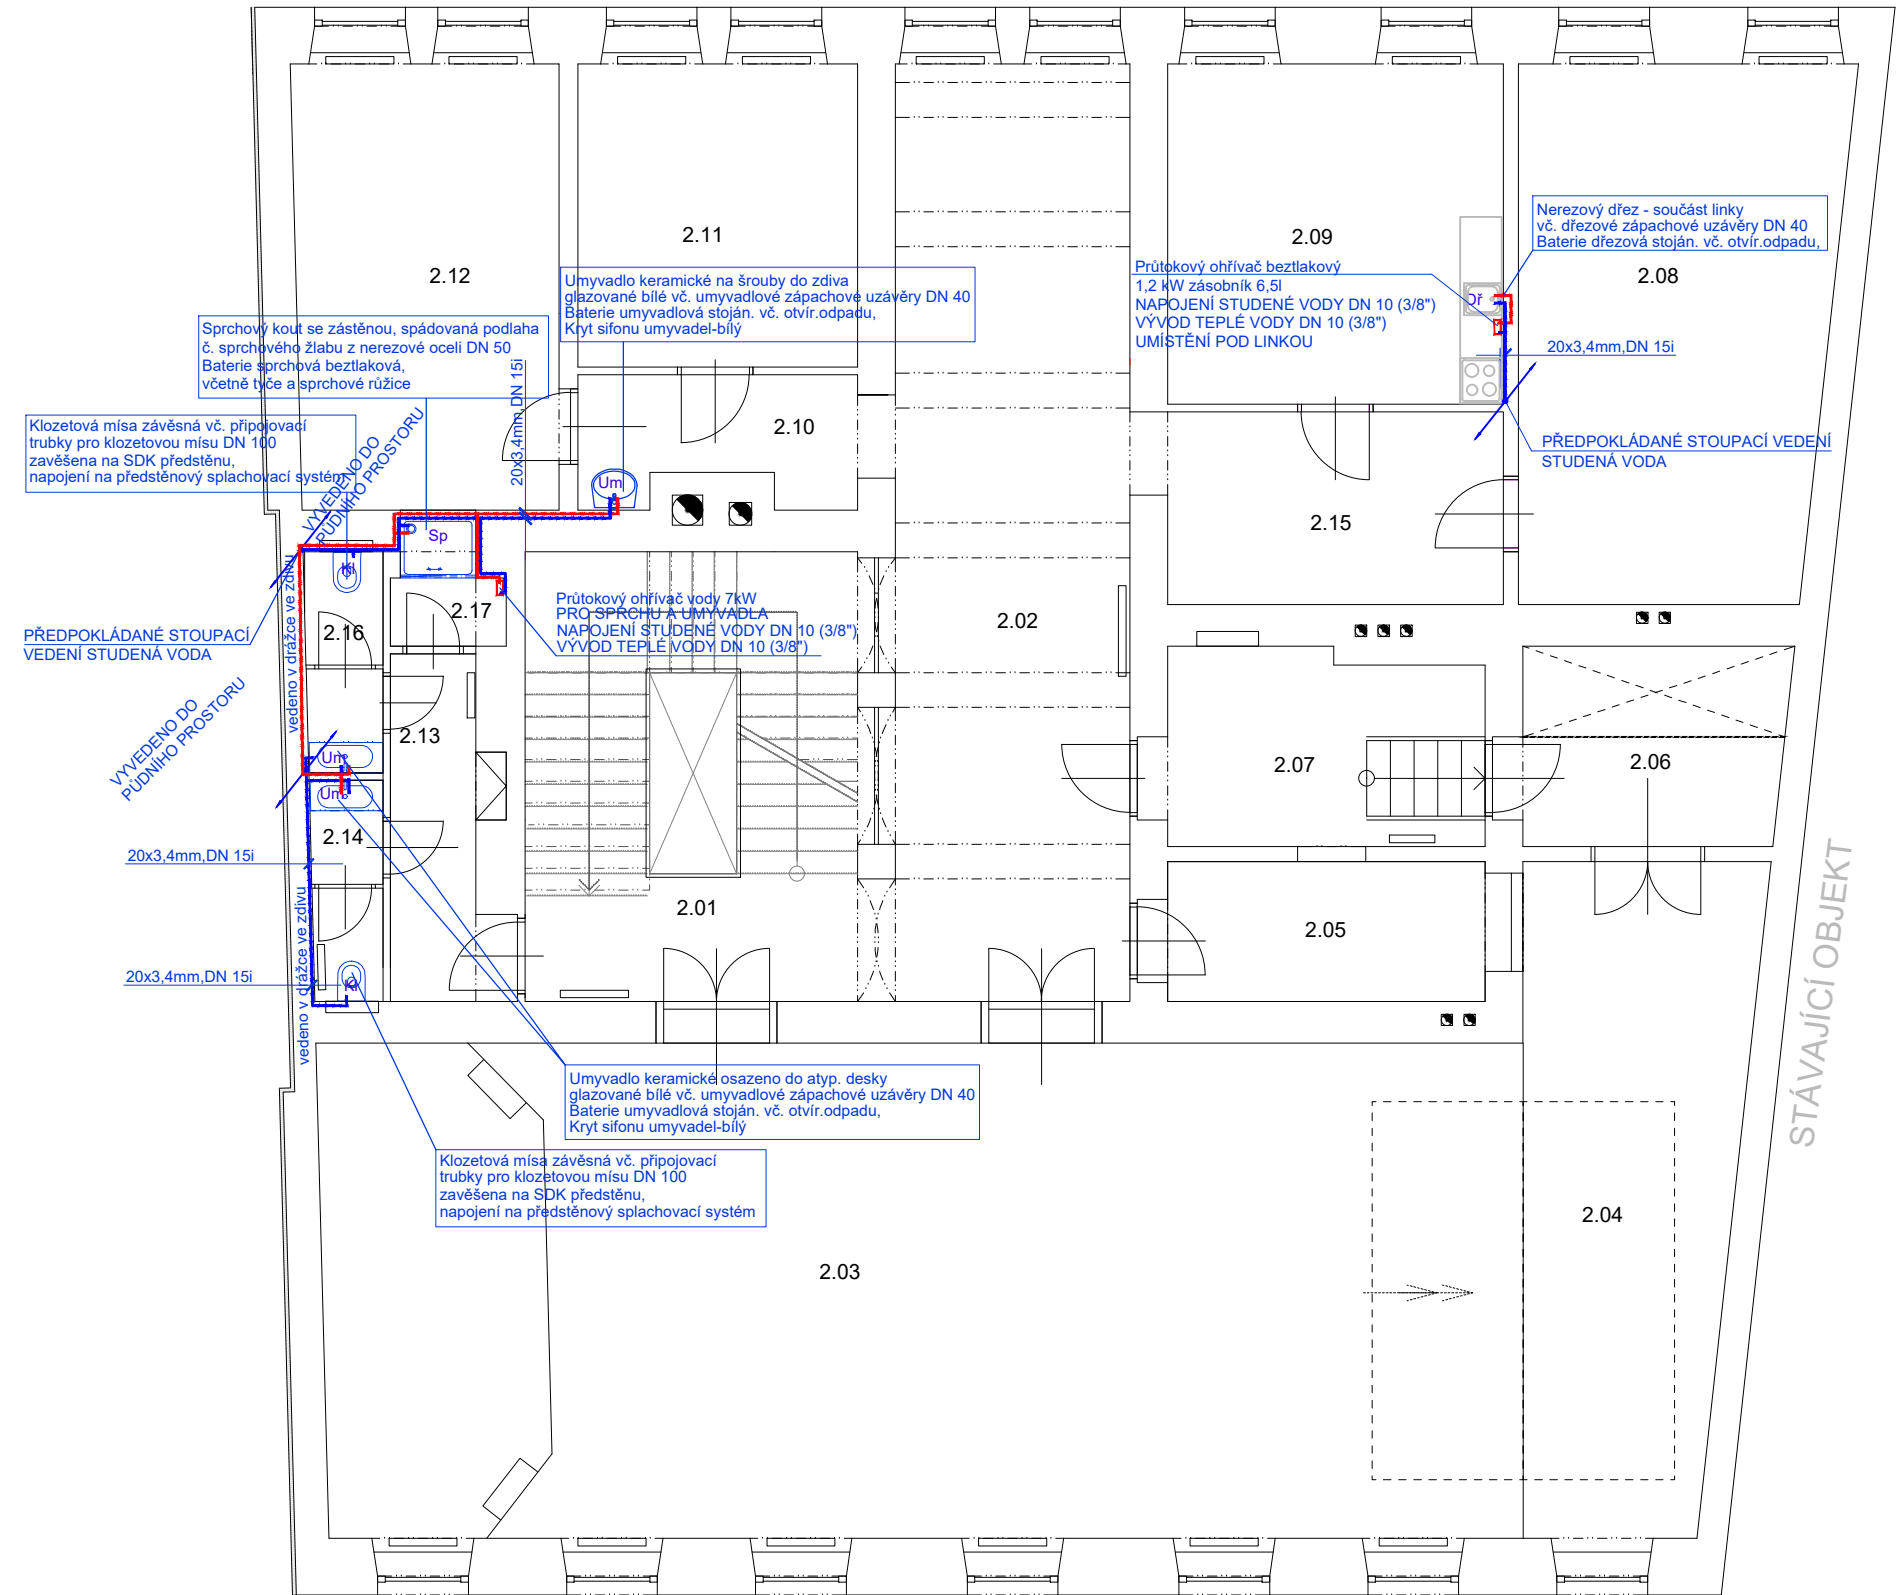 2.12
2.11
2.09
2.08
Nerezový dřez - součást linky
vč. dřezové zápachové uzávěry DN 40
Baterie dřezová stoján. vč. otvír.odpadu,
Průtokový ohřívač beztlakový
1,2 kW zásobník 6,5l
NAPOJENÍ STUDENÉ VODY DN 10 (3/8")
VÝVOD TEPLÉ VODY DN 10 (3/8")
UMÍSTĚNÍ POD LINKOU
Dř
20x3,4mm,DN 15i
PŘEDPOKLÁDANÉ STOUPACÍ VEDENÍ
STUDENÁ VODA
Umyvadlo keramické na šrouby do zdiva
glazované bílé vč. umyvadlové zápachové uzávěry DN 40
Baterie umyvadlová stoján. vč. otvír.odpadu,
Kryt sifonu umyvadel-bílý
Sprchový kout se zástěnou, spádovaná podlaha
č. sprchového žlabu z nerezové oceli DN 50
Baterie sprchová beztlaková,
včetně tyče a sprchové růžice
20x3,4mm,DN 15i
Klozetová mísa závěsná vč. připojovací
trubky pro klozetovou mísu DN 100
zavěšena na SDK předstěnu,
napojení na předstěnový splachovací systém
VYVEDENO DO
PŮDNÍHO PROSTORU
2.10
Um
Sp
Kl
2.15
2.17
2.16
2.02
Průtokový ohřívač vody 7kW
PRO SPRCHU A UMYVADLA
NAPOJENÍ STUDENÉ VODY DN 10 (3/8")
VÝVOD TEPLÉ VODY DN 10 (3/8")
PŘEDPOKLÁDANÉ STOUPACÍ
VEDENÍ STUDENÁ VODA
vedeno v drážce ve zdivu
VYVEDENO DO
PŮDNÍHO PROSTORU
2.13
Um
Um
2.14
2.07
2.06
20x3,4mm,DN 15i
2.01
2.05
20x3,4mm,DN 15i
vedeno v drážce ve zdivu
Kl
STÁVAJÍCÍ OBJEKT
Umyvadlo keramické osazeno do atyp. desky
glazované bílé vč. umyvadlové zápachové uzávěry DN 40
Baterie umyvadlová stoján. vč. otvír.odpadu,
Kryt sifonu umyvadel-bílý
Klozetová mísa závěsná vč. připojovací
trubky pro klozetovou mísu DN 100
zavěšena na SDK předstěnu,
napojení na předstěnový splachovací systém
2.04
2.03